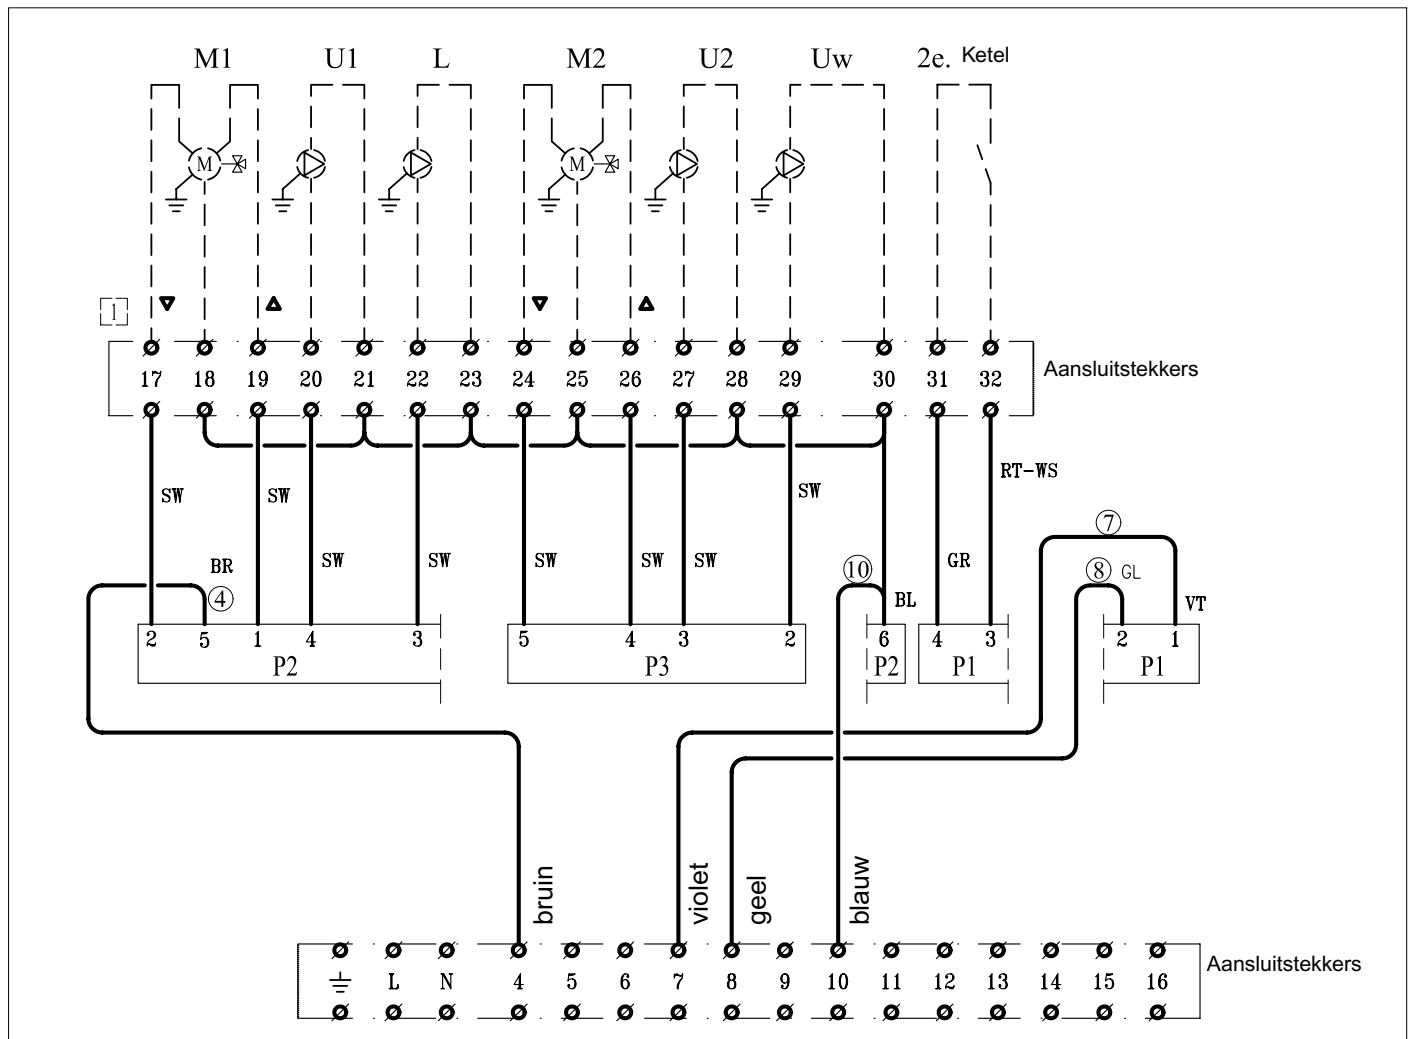 M1 U1 L M2 U2 Uw 2e. Ketel
M M
1
17 18 19 20 21 22 23 24 25 26 27 28 29 30 31 32
Aansluitstekkers
RT-WS
SW SW SW
7
BR SW SW SW SW SW 10 GR 8 GL
4 BL VT
2 5 1 4 3 5 4 3 2 6 4 3 2 1
P2 P3 P2 P1 P1
bruin violet geel blauw
Aansluitstekkers
L N 4 5 6 7 8 9 10 11 12 13 14 15 16